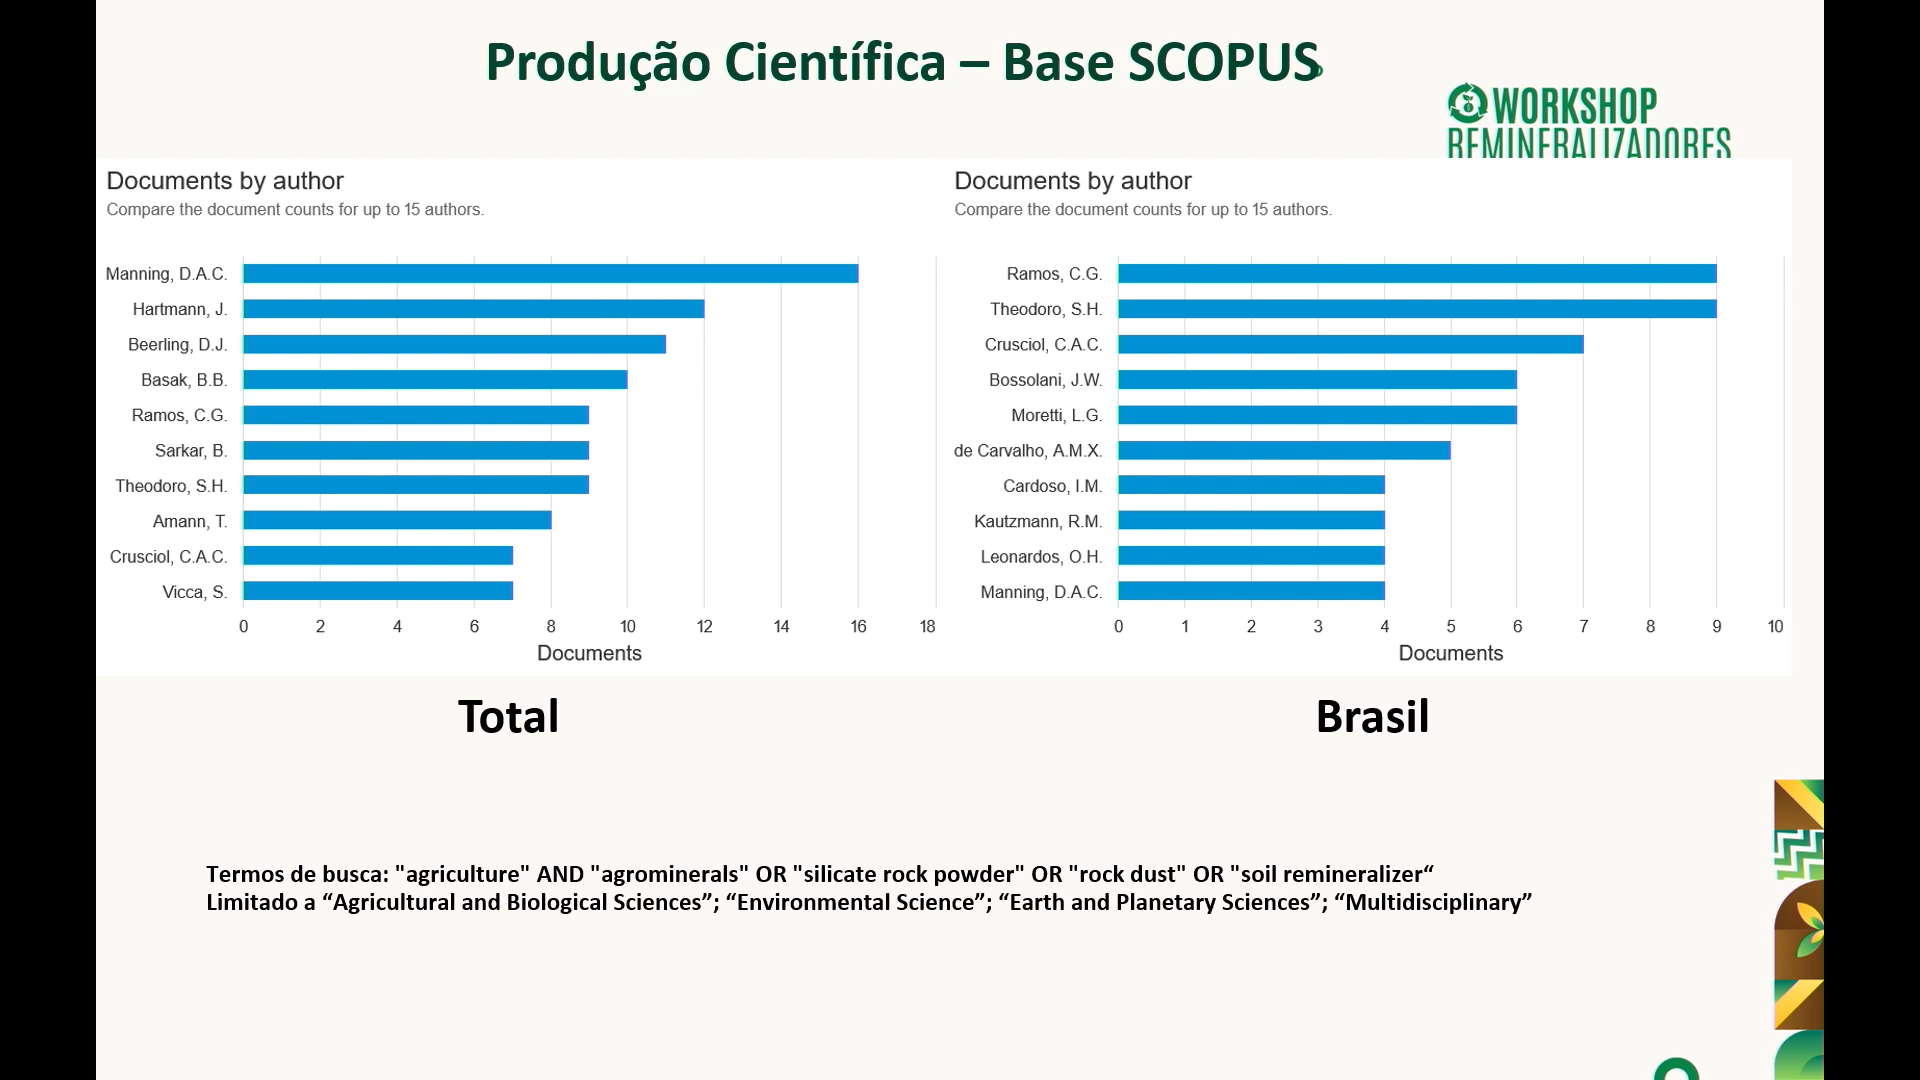 Produção Científica – Base SCOPUS
WORKSHOP
REMINERALIZADORES
Documents by author
Compare the document counts for up to 15 authors.
Manning, D.A.C.
Hartmann, J.
Beerling, D.J.
Basak, B.B.
Ramos, C.G.
Sarkar, B.
Theodoro, S.H.
Amann, T.
Crusciol, C.A.C.
Vicca, S.
0 2 4 6 8 10 12 14 16 18
Documents
Total
Documents by author
Compare the document counts for up to 15 authors.
Ramos, C.G.
Theodoro, S.H.
Crusciol, C.A.C.
Bossolani, J.W.
Moretti, L.G.
de Carvalho, A.M.X.
Cardoso, I.M.
Kautzmann, R.M.
Leonardos, O.H.
Manning, D.A.C.
0 1 2 3 4 5 6 7 8 9 10
Documents
Brasil
Termos de busca: "agriculture" AND "agrominerals" OR "silicate rock powder" OR "rock dust" OR "soil remineralizer“
Limitado a “Agricultural and Biological Sciences”; “Environmental Science”; “Earth and Planetary Sciences”; “Multidisciplinary”